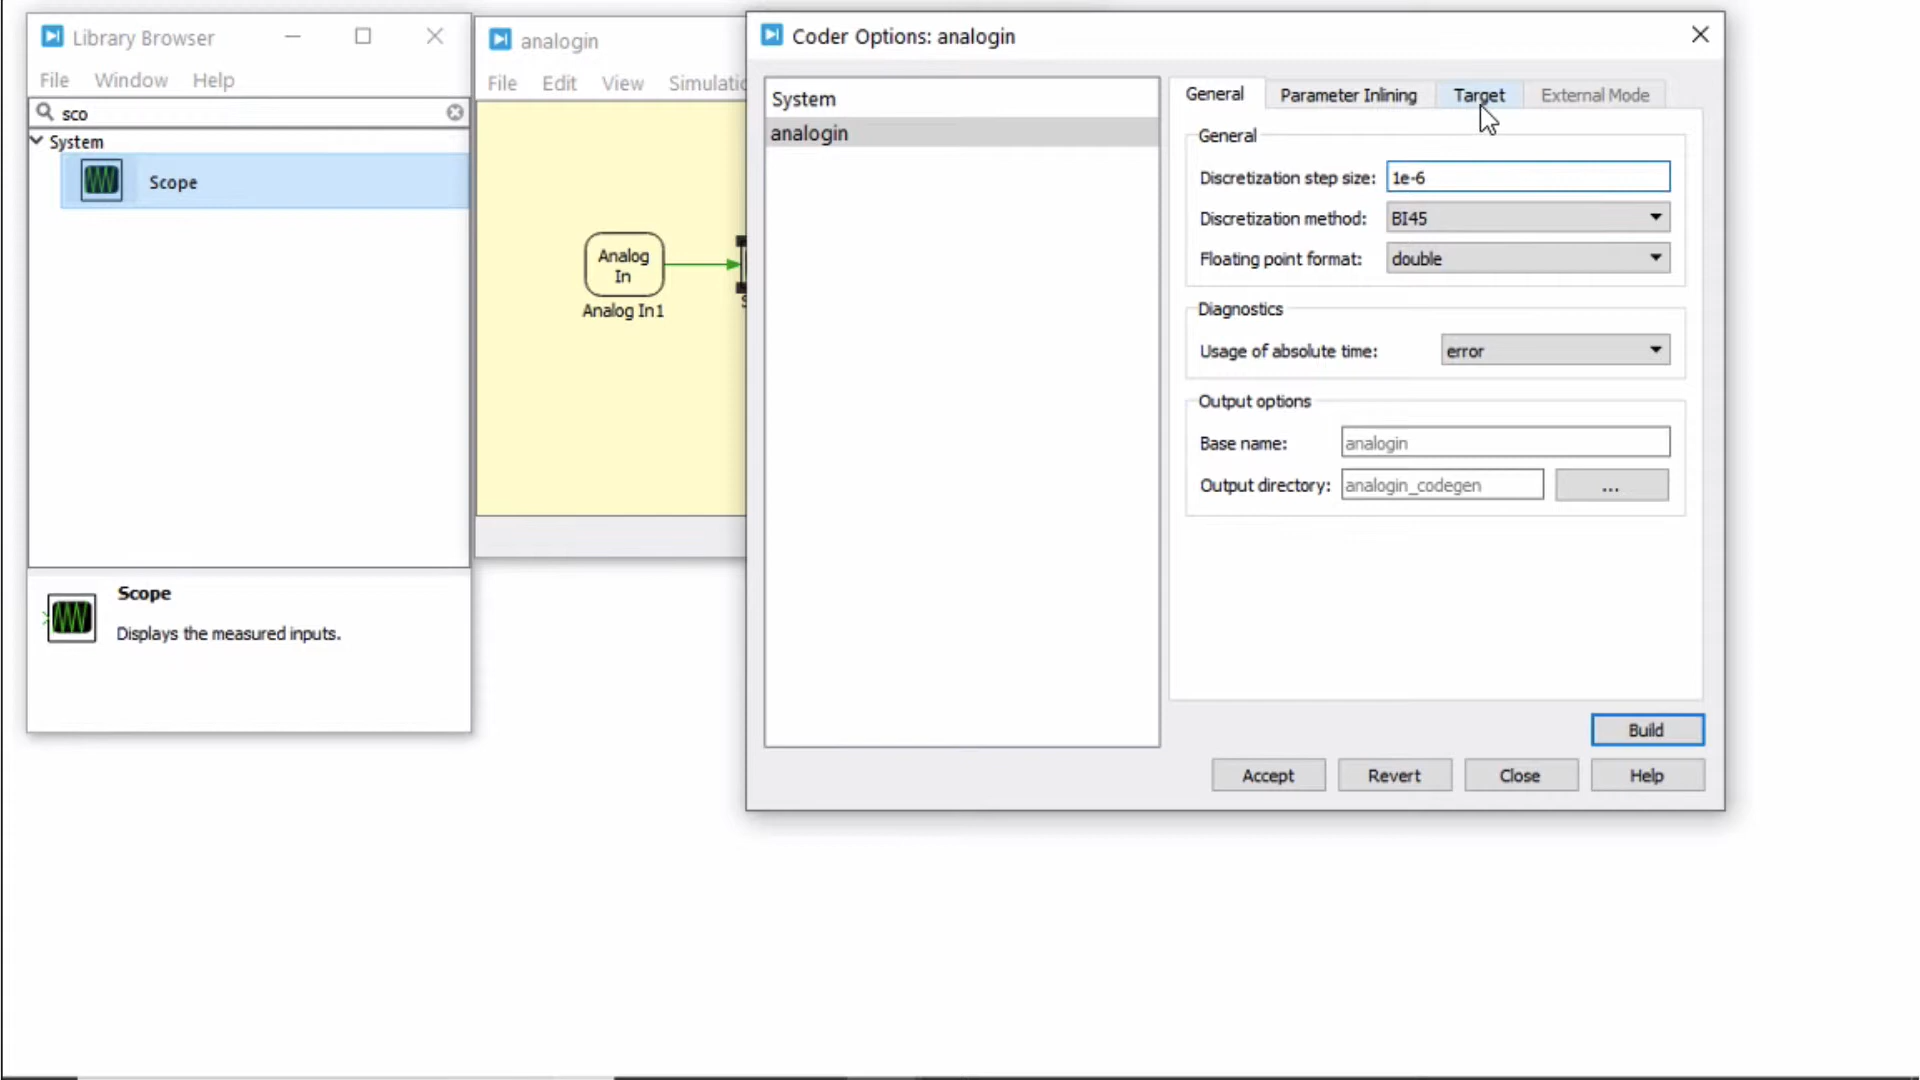 Library Browser
File Window Help
sco
System
Scope
Scope
Displays the measured inputs.
analogin
File Edit View Simulatio
Analog
In
Analog In1
Coder Options: analogin
System
analogin
General Parameter Inlining Target External Mode
General
Discretization step size: 1e-6
Discretization method: BI45
Floating point format: double
Diagnostics
Usage of absolute time: error
Output options
Base name: analogin
Output directory: analogin_codegen ...
Build
Accept Revert Close Help